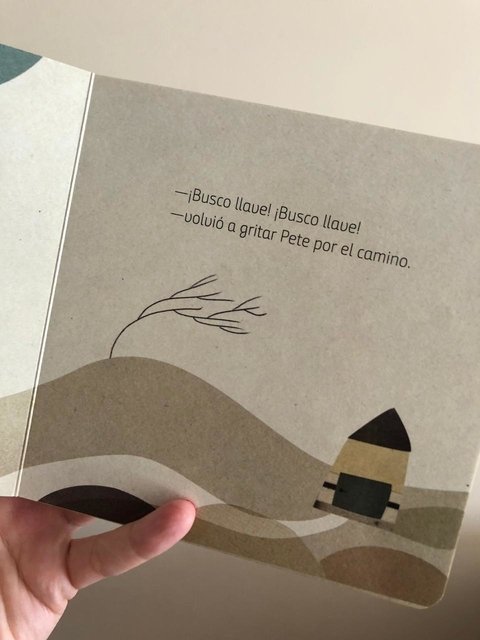 —¡Busco llave! ¡Busco llave!
—volvió a gritar Pete por el camino.